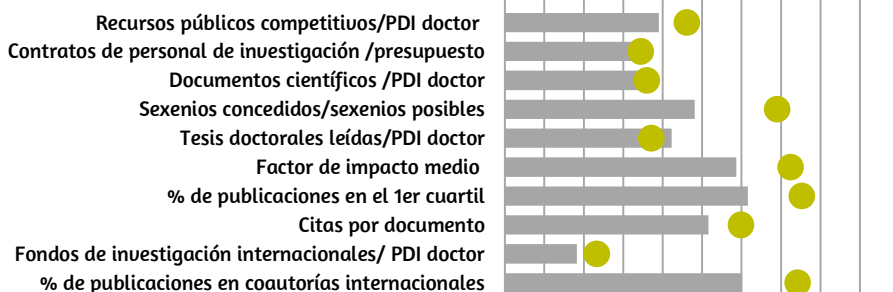 Recursos públicos competitivos/PDI doctor
Contratos de personal de investigación /presupuesto
Documentos científicos /PDI doctor
Sexenios concedidos/sexenios posibles
Tesis doctorales leídas/PDI doctor
Factor de impacto medio
% de publicaciones en el 1er cuartil
Citas por documento
Fondos de investigación internacionales/ PDI doctor
% de publicaciones en coautorías internacionales